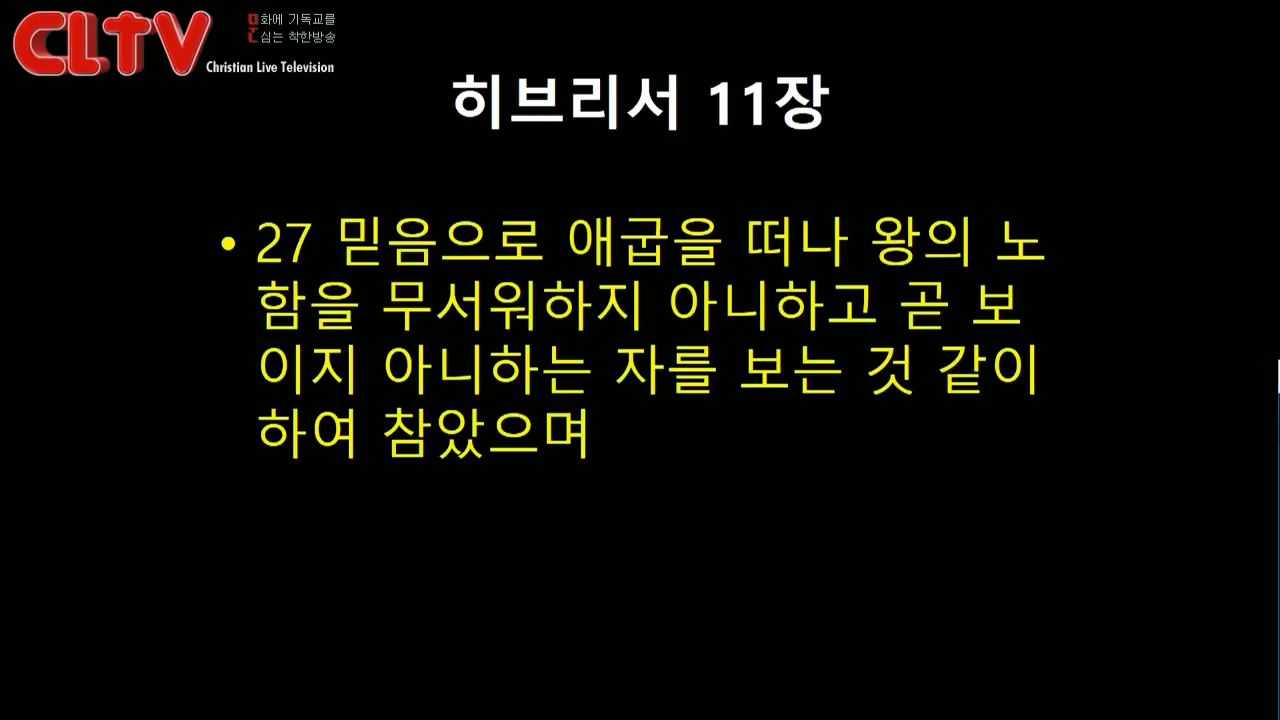 CLTV
문화에 기독교를
심는 착한방송
Christian Live Television
히브리서 11장
• 27 믿음으로 애굽을 떠나 왕의 노
함을 무서워하지 아니하고 곧 보
이지 아니하는 자를 보는 것 같이
하여 참았으며